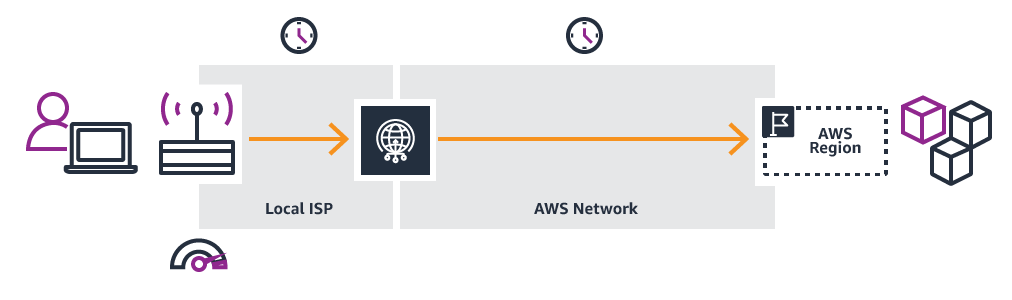 AWS
Region
Local ISP
AWS Network